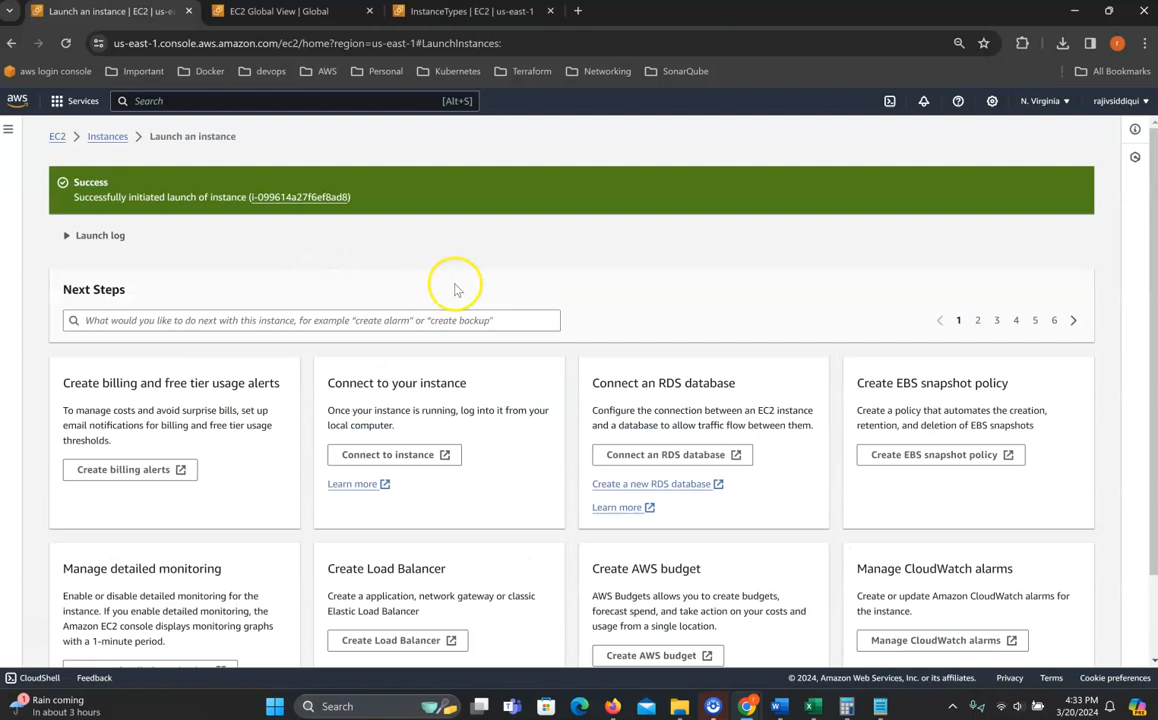 Launch an instance | EC2 | us-e
EC2 Global View | Global
InstanceTypes | EC2 | us-east-1
us-east-1.console.aws.amazon.com/ec2/home?region=us-east-1#LaunchInstances:
r
aws login console
Important
Docker
devops
AWS
Personal
Kubernetes
Terraform
Networking
SonarQube
All Bookmarks
aws
Services
Search
[Alt+S]
N. Virginia
rajivsiddiqui
EC2
Instances
Launch an instance
Success
Successfully initiated launch of instance (i-099614a27f6ef8ad8)
Launch log
Next Steps
What would you like to do next with this instance, for example "create alarm" or "create backup"
1 2 3 4 5 6
Create billing and free tier usage alerts
To manage costs and avoid surprise bills, set up
email notifications for billing and free tier usage
thresholds.
Create billing alerts
Connect to your instance
Once your instance is running, log into it from your
local computer.
Connect to instance
Learn more
Connect an RDS database
Configure the connection between an EC2 instance
and a database to allow traffic flow between them.
Connect an RDS database
Create a new RDS database
Learn more
Create EBS snapshot policy
Create a policy that automates the creation,
retention, and deletion of EBS snapshots
Create EBS snapshot policy
Manage detailed monitoring
Enable or disable detailed monitoring for the
instance. If you enable detailed monitoring, the
Amazon EC2 console displays monitoring graphs
with a 1-minute period.
Create Load Balancer
Create a application, network gateway or classic
Elastic Load Balancer
Create Load Balancer
Create AWS budget
AWS Budgets allows you to create budgets,
forecast spend, and take action on your costs and
usage from a single location.
Create AWS budget
Manage CloudWatch alarms
Create or update Amazon CloudWatch alarms for
the instance.
Manage CloudWatch alarms
CloudShell
Feedback
© 2024, Amazon Web Services, Inc. or its affiliates.
Privacy
Terms
Cookie preferences
Rain coming
In about 3 hours
Search
4:33 PM
3/20/2024